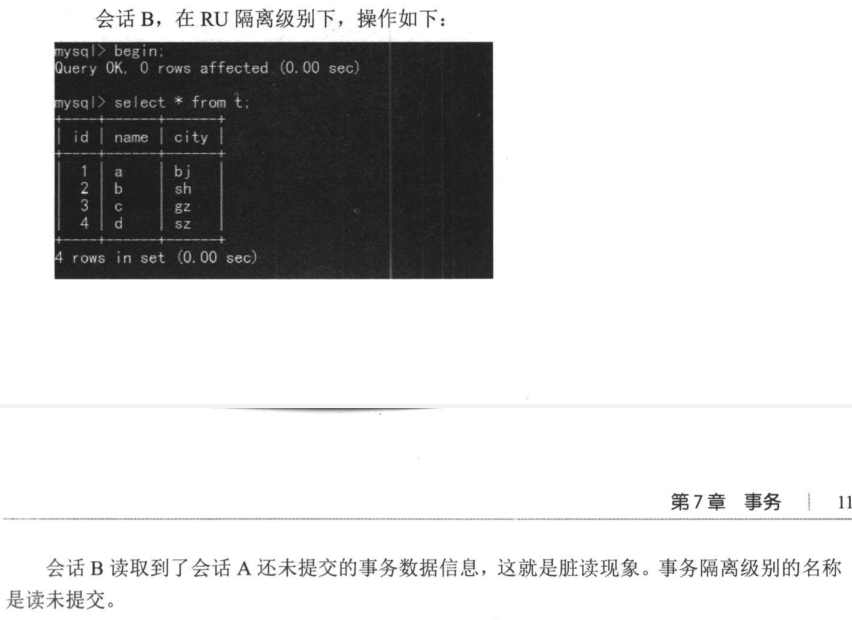 会话 B，在 RU 隔离级别下，操作如下：
mysql> begin;
Query OK, 0 rows affected (0.00 sec)
mysql> select * from t;
+----+------+------+
| id | name | city |
+----+------+------+
| 1 | a | bj |
| 2 | b | sh |
| 3 | c | gz |
| 4 | d | sz |
+----+------+------+
4 rows in set (0.00 sec)
第 7 章 事务 | 11
会话 B 读取到了会话 A 还未提交的事务数据信息，这就是脏读现象。事务隔离级别的名称
是读未提交。